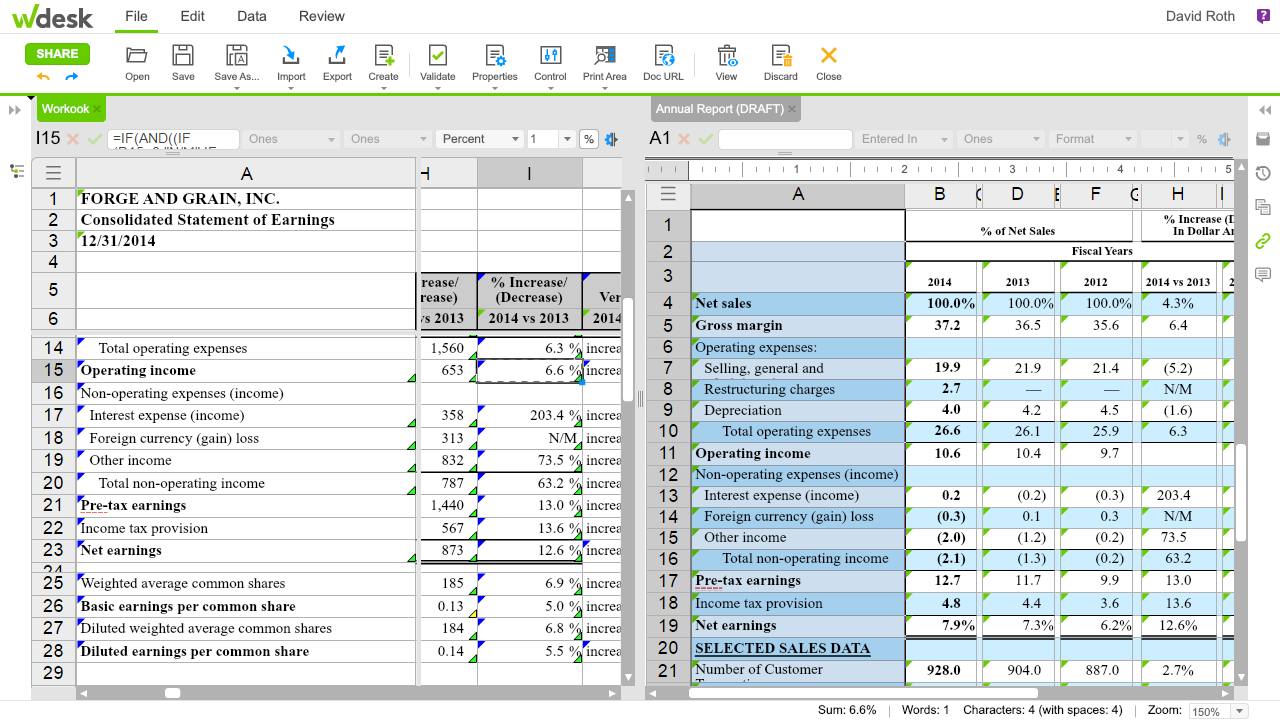 wdesk File Edit Data Review David Roth ?
SHARE
Open Save Save As... Import Export Create Validate Properties Control Print Area Doc URL View Discard Close
Workook × Annual Report (DRAFT) ×
I15 =IF(AND((IF Ones Ones Percent 1 %
A1 Entered In Ones Format %
A H I
1 FORGE AND GRAIN, INC.
2 Consolidated Statement of Earnings
3 12/31/2014
4
5 rease/ % Increase/
rease) (Decrease) Ver
6 vs 2013 2014 vs 2013 2014
14 Total operating expenses 1,560 6.3 % increa
15 Operating income 653 6.6 % increa
16 Non-operating expenses (income)
17 Interest expense (income) 358 203.4 % increa
18 Foreign currency (gain) loss 313 N/M increa
19 Other income 832 73.5 % increa
20 Total non-operating income 787 63.2 % increa
21 Pre-tax earnings 1,440 13.0 % increa
22 Income tax provision 567 13.6 % increa
23 Net earnings 873 12.6 % increa
24
25 Weighted average common shares 185 6.9 % increa
26 Basic earnings per common share 0.13 5.0 % increa
27 Diluted weighted average common shares 184 6.8 % increa
28 Diluted earnings per common share 0.14 5.5 % increa
29
1 2 3 4 5
A B C D E F G H I
1 % of Net Sales % Increase (D
In Dollar A
2 Fiscal Years
3 2014 2013 2012 2014 vs 2013 2
4 Net sales 100.0% 100.0% 100.0% 4.3%
5 Gross margin 37.2 36.5 35.6 6.4
6 Operating expenses:
7 Selling, general and 19.9 21.9 21.4 (5.2)
8 Restructuring charges 2.7 — — N/M
9 Depreciation 4.0 4.2 4.5 (1.6)
10 Total operating expenses 26.6 26.1 25.9 6.3
11 Operating income 10.6 10.4 9.7
12 Non-operating expenses (income)
13 Interest expense (income) 0.2 (0.2) (0.3) 203.4
14 Foreign currency (gain) loss (0.3) 0.1 0.3 N/M
15 Other income (2.0) (1.2) (0.2) 73.5
16 Total non-operating income (2.1) (1.3) (0.2) 63.2
17 Pre-tax earnings 12.7 11.7 9.9 13.0
18 Income tax provision 4.8 4.4 3.6 13.6
19 Net earnings 7.9% 7.3% 6.2% 12.6%
20 SELECTED SALES DATA
21 Number of Customer 928.0 904.0 887.0 2.7%
Sum: 6.6% Words: 1 Characters: 4 (with spaces: 4) Zoom: 150%